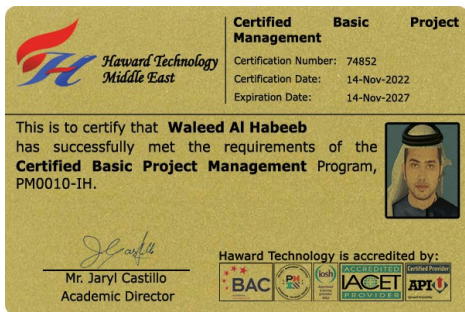 Haward Technology
Middle East
Certified Basic Project
Management
Certification Number: 74852
Certification Date: 14-Nov-2022
Expiration Date: 14-Nov-2027
This is to certify that Waleed Al Habeeb
has successfully met the requirements of the
Certified Basic Project Management Program,
PM0010-IH.
Mr. Jaryl Castillo
Academic Director
Haward Technology is accredited by:
BAC
iosh
ACCREDITED
IACET
PROVIDER
Certified Provider
API